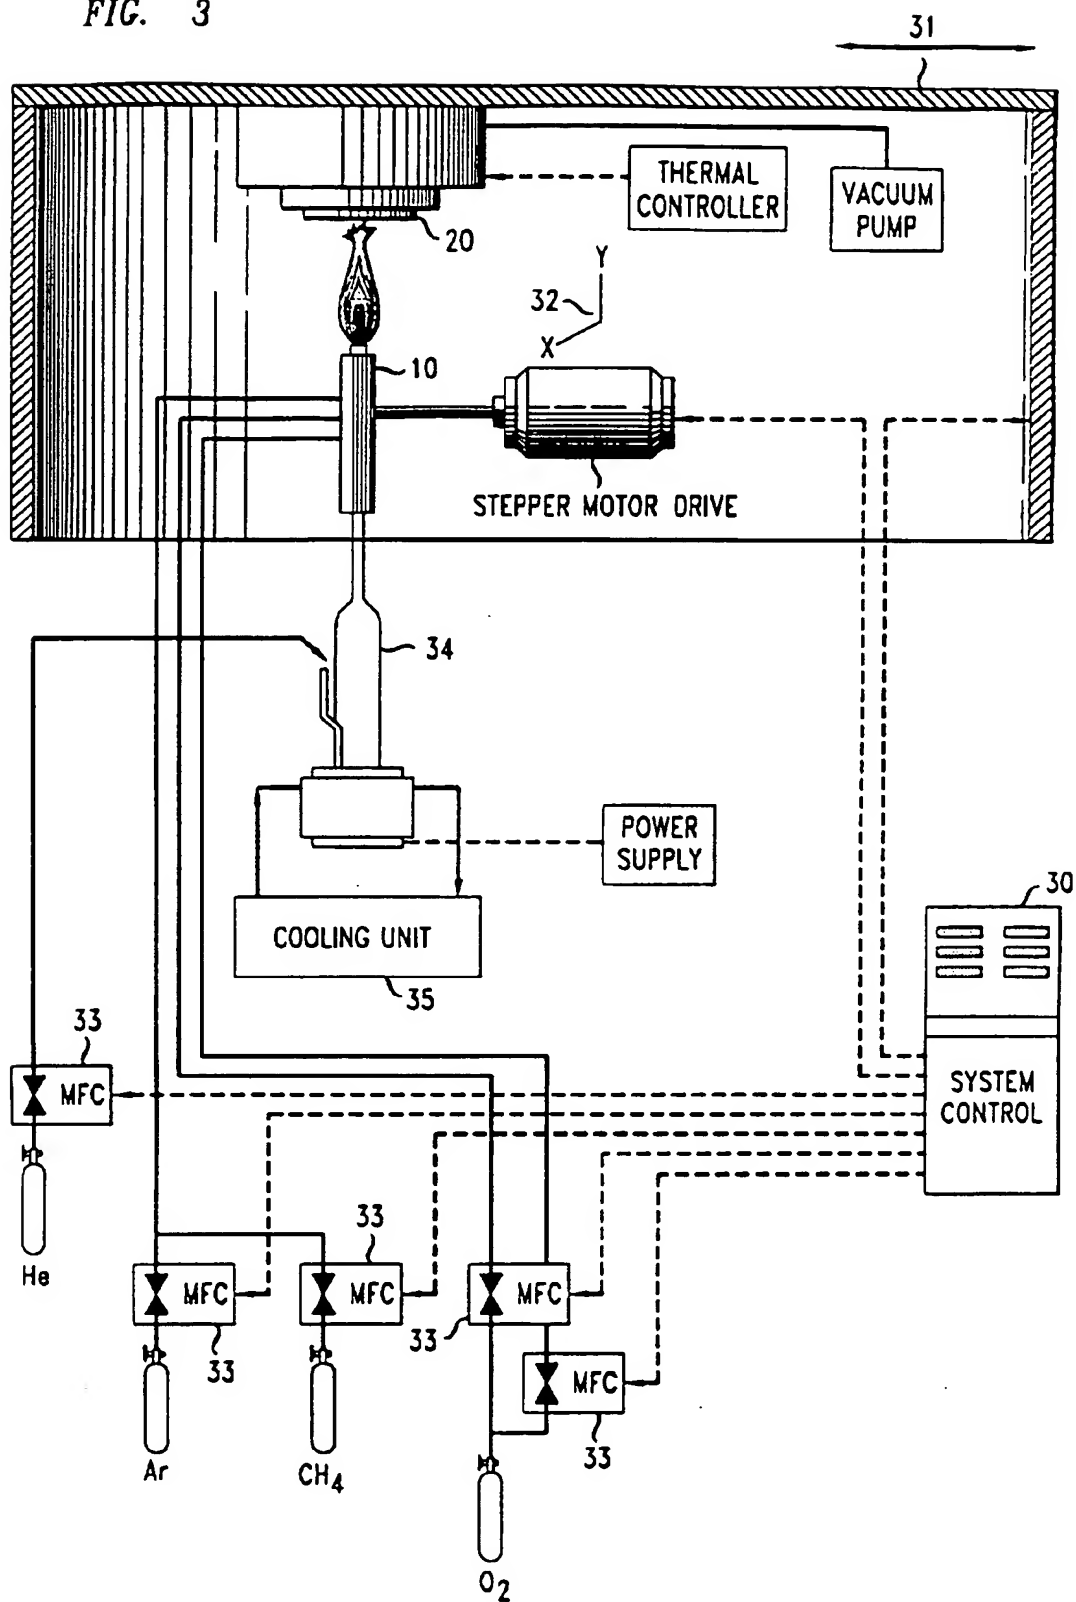 FIG. 3
31
THERMAL
CONTROLLER
VACUUM
PUMP
20
Y
32
X
10
STEPPER MOTOR DRIVE
34
POWER
SUPPLY
30
COOLING UNIT
35
33
MFC
SYSTEM
CONTROL
He
33
MFC
MFC
MFC
33
33
MFC
33
Ar
CH4
O2